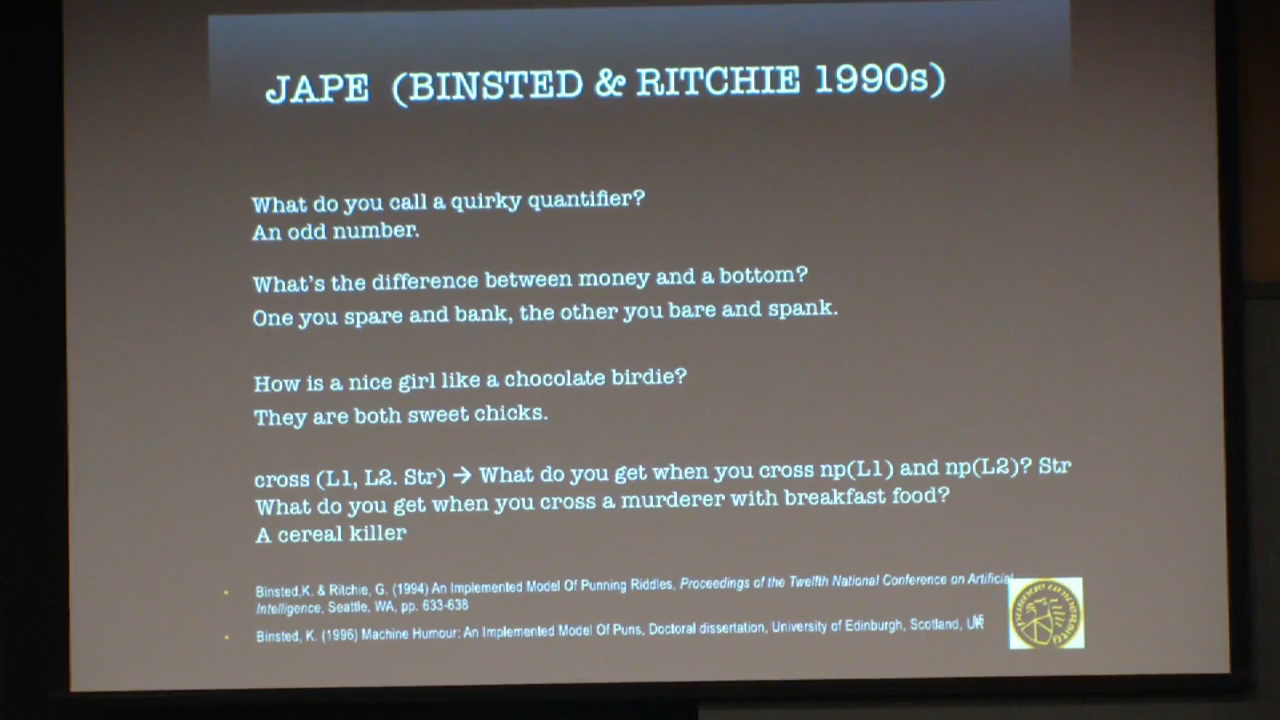 JAPE (BINSTED & RITCHIE 1990s)
What do you call a quirky quantifier?
An odd number.
What's the difference between money and a bottom?
One you spare and bank, the other you bare and spank.
How is a nice girl like a chocolate birdie?
They are both sweet chicks.
cross (L1, L2. Str) → What do you get when you cross np(L1) and np(L2)? Str
What do you get when you cross a murderer with breakfast food?
A cereal killer
• Binsted,K. & Ritchie, G. (1994) An Implemented Model Of Punning Riddles, Proceedings of the Twelfth National Conference on Artificial
Intelligence, Seattle, WA, pp. 633-638
• Binsted, K. (1996) Machine Humour: An Implemented Model Of Puns, Doctoral dissertation, University of Edinburgh, Scotland, UK